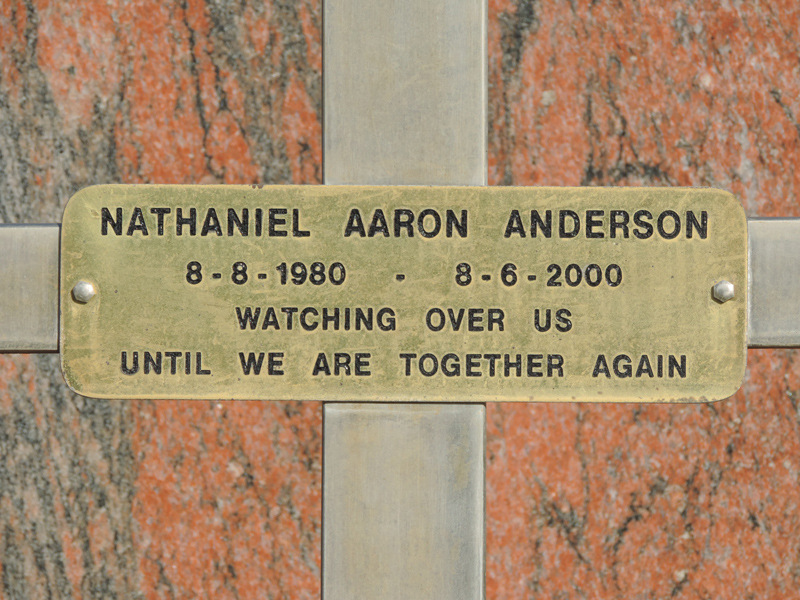 NATHANIEL AARON ANDERSON
8-8-1980 - 8-6-2000
WATCHING OVER US
UNTIL WE ARE TOGETHER AGAIN